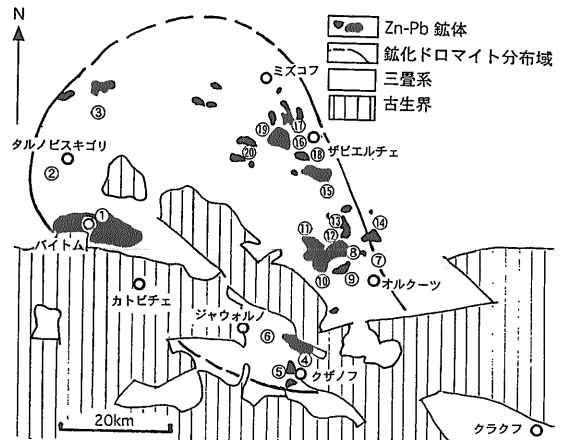 N
Zn-Pb 鉱体
鉱化ドロマイト分布域
三畳系
古生界
ミズコフ
③
⑰
⑲
⑯
ザビエルチェ
タルノビスキゴリ
⑳
⑱
②
⑮
①
⑬
⑭
⑪
⑫
バイトム
⑧
⑦
カトビチェ
⑩
⑨
オルクーツ
ジャウォルノ
⑥
④
⑤
クザノフ
20km
クラクフ